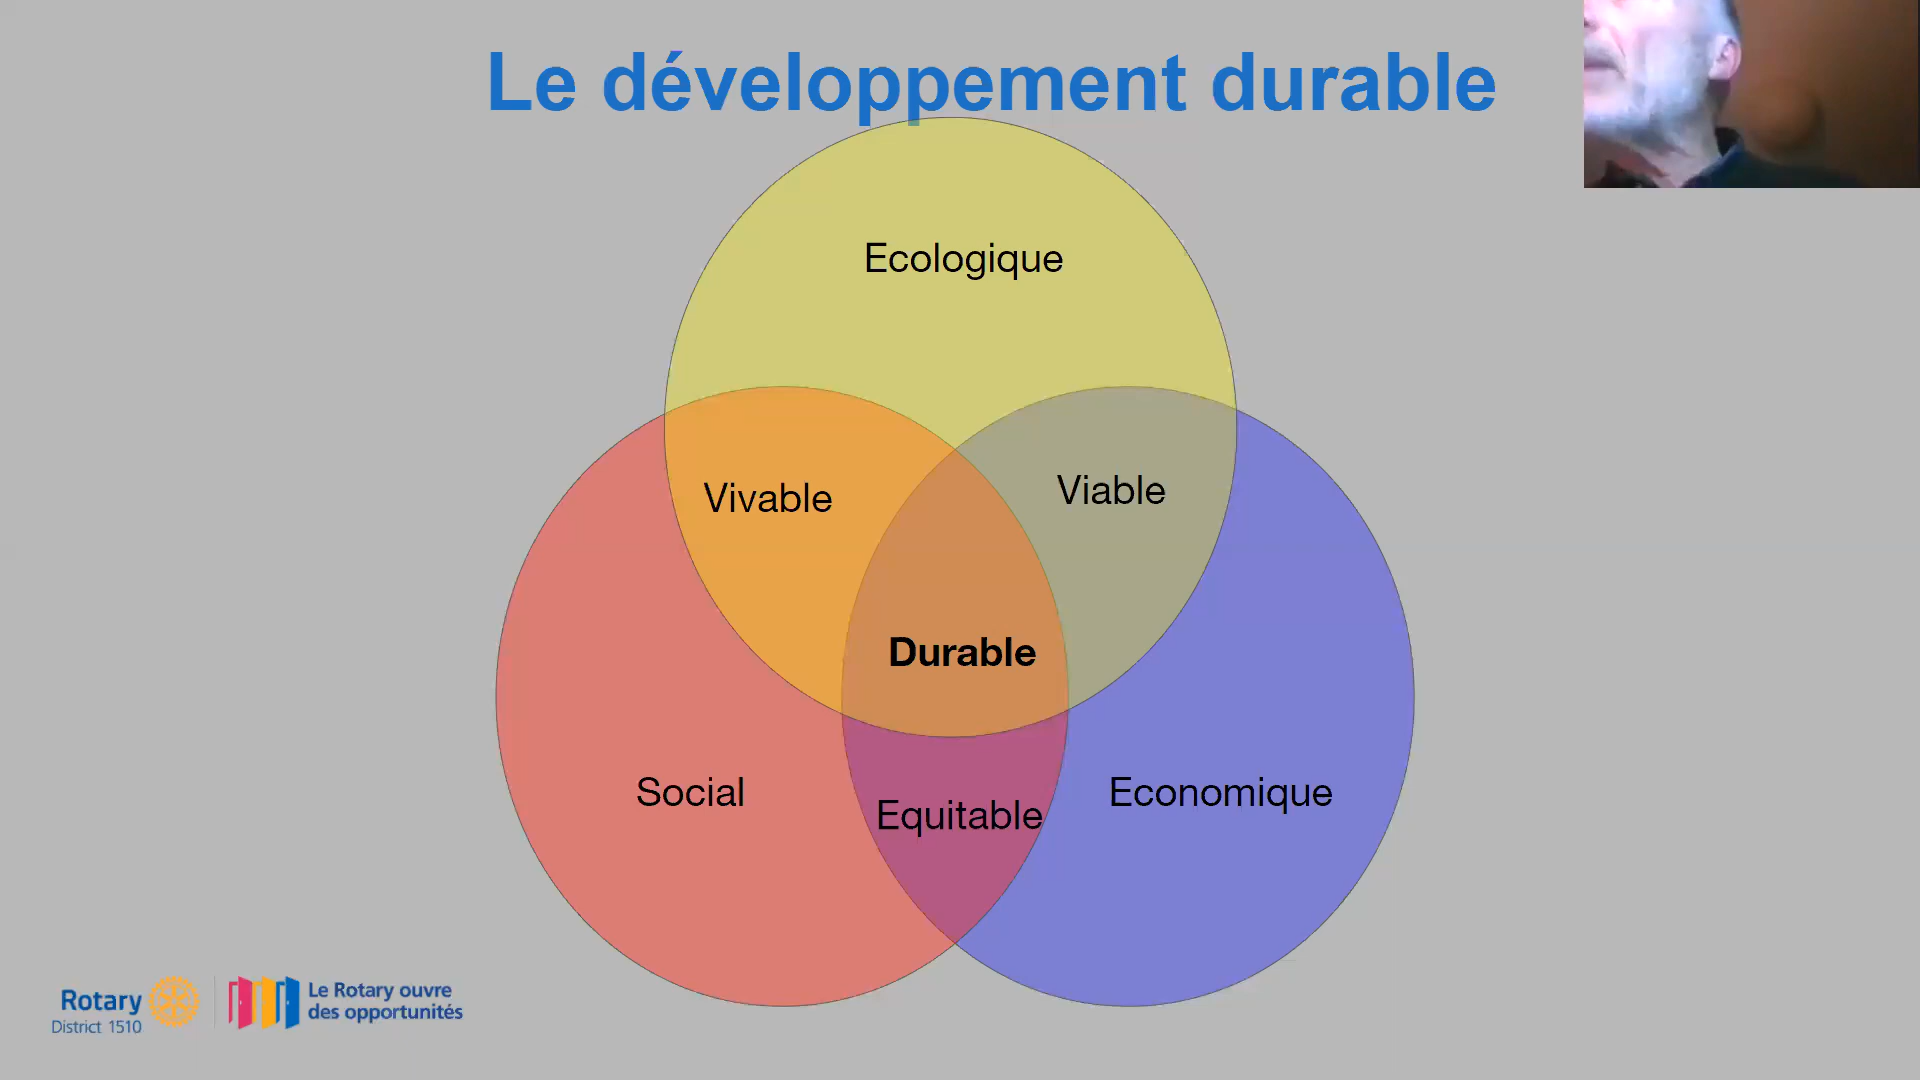 Le développement durable
Ecologique
Vivable
Viable
Durable
Social
Equitable
Economique
Rotary
District 1510
Le Rotary ouvre
des opportunités